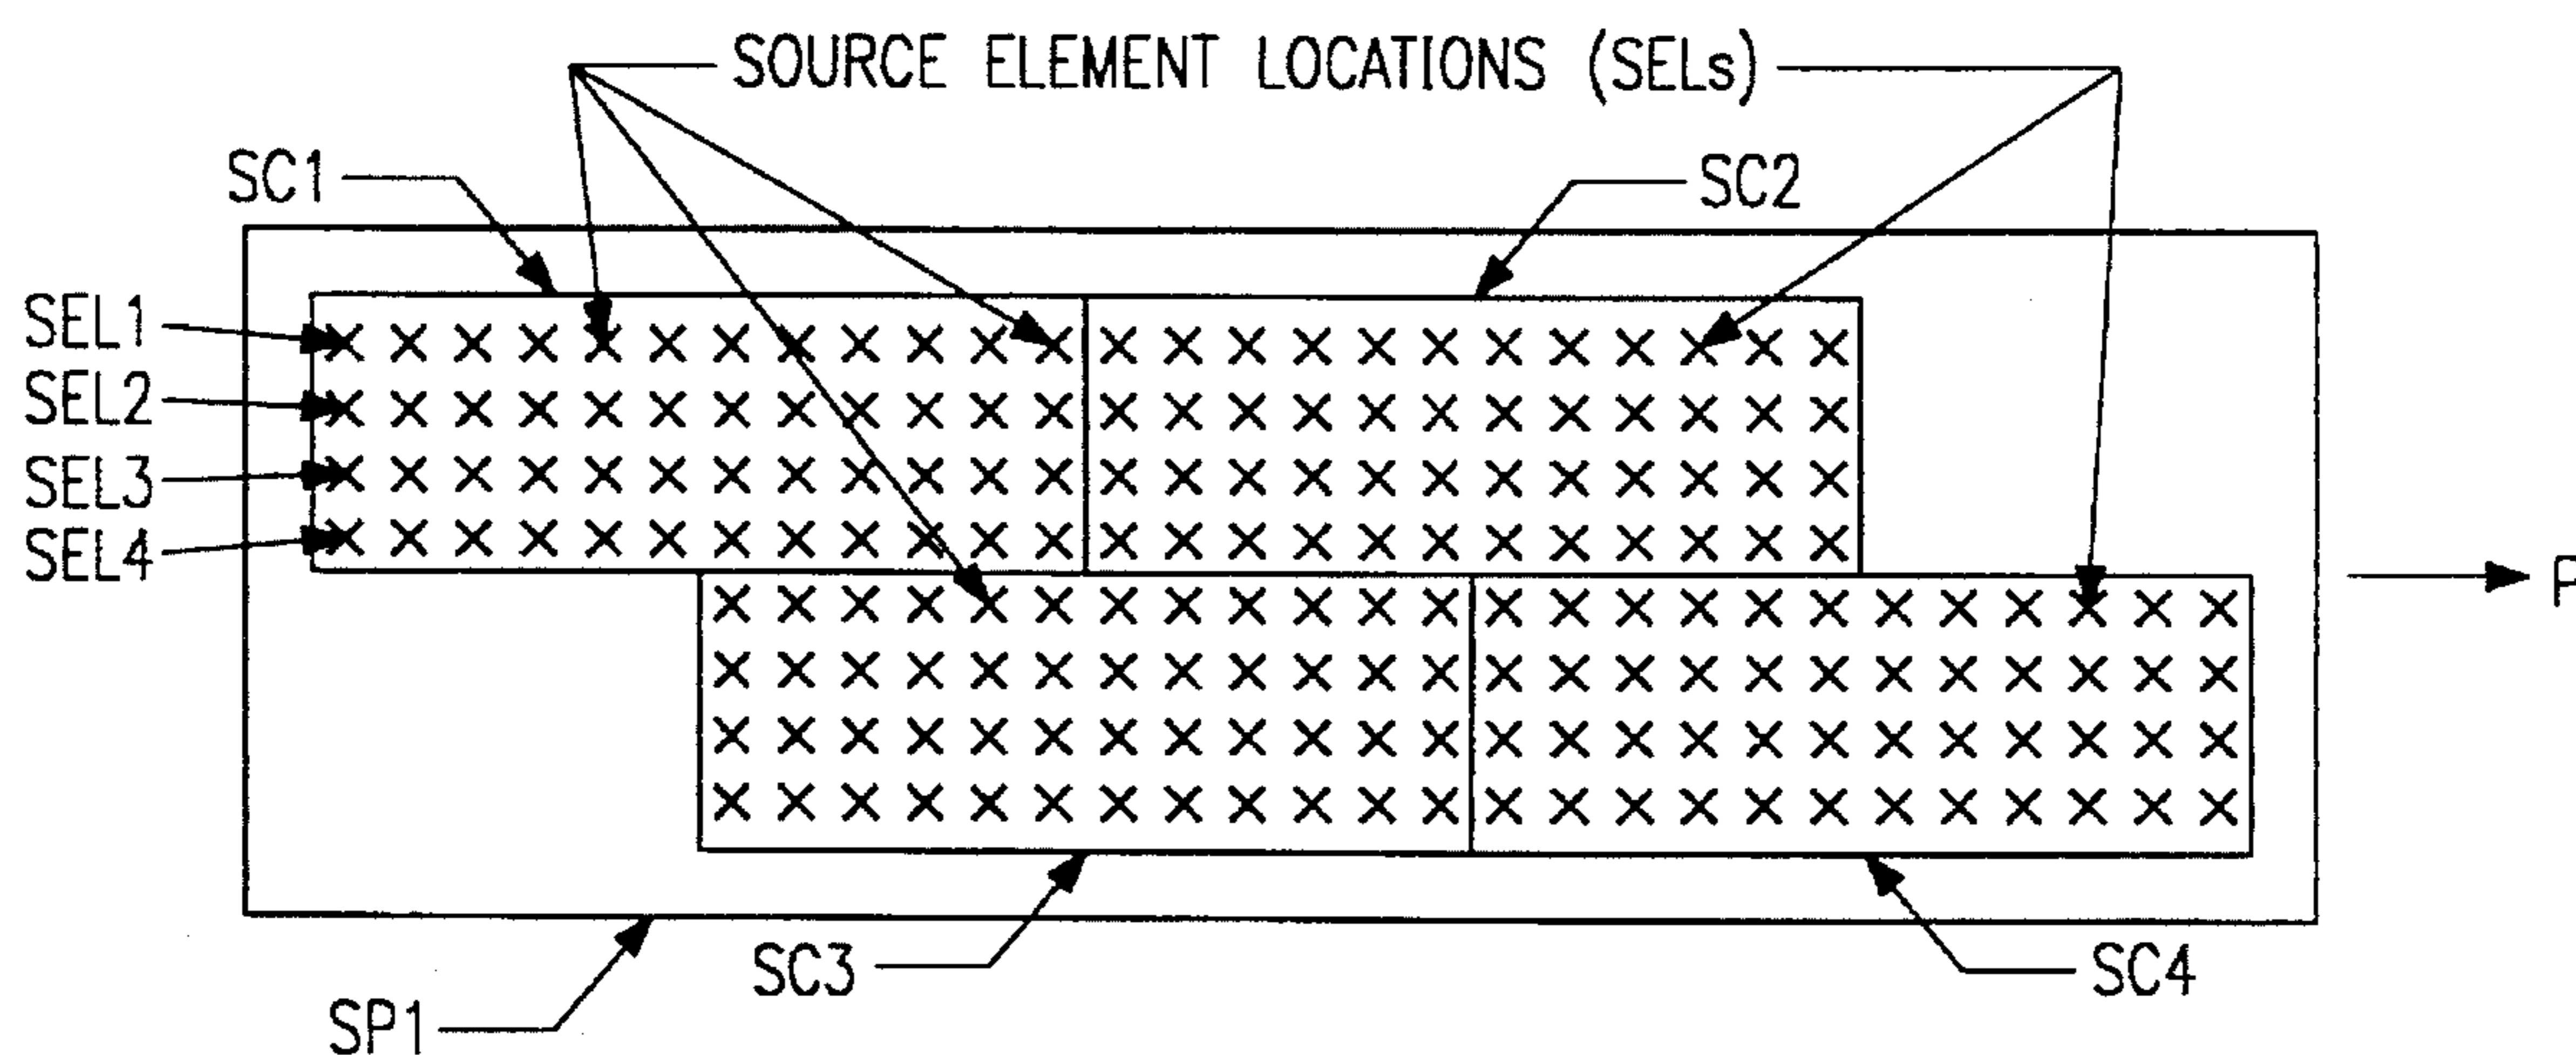 SOURCE ELEMENT LOCATIONS (SELs)
SC1
SC2
SEL1
SEL2
SEL3
SEL4
P
SC3
SC4
SP1